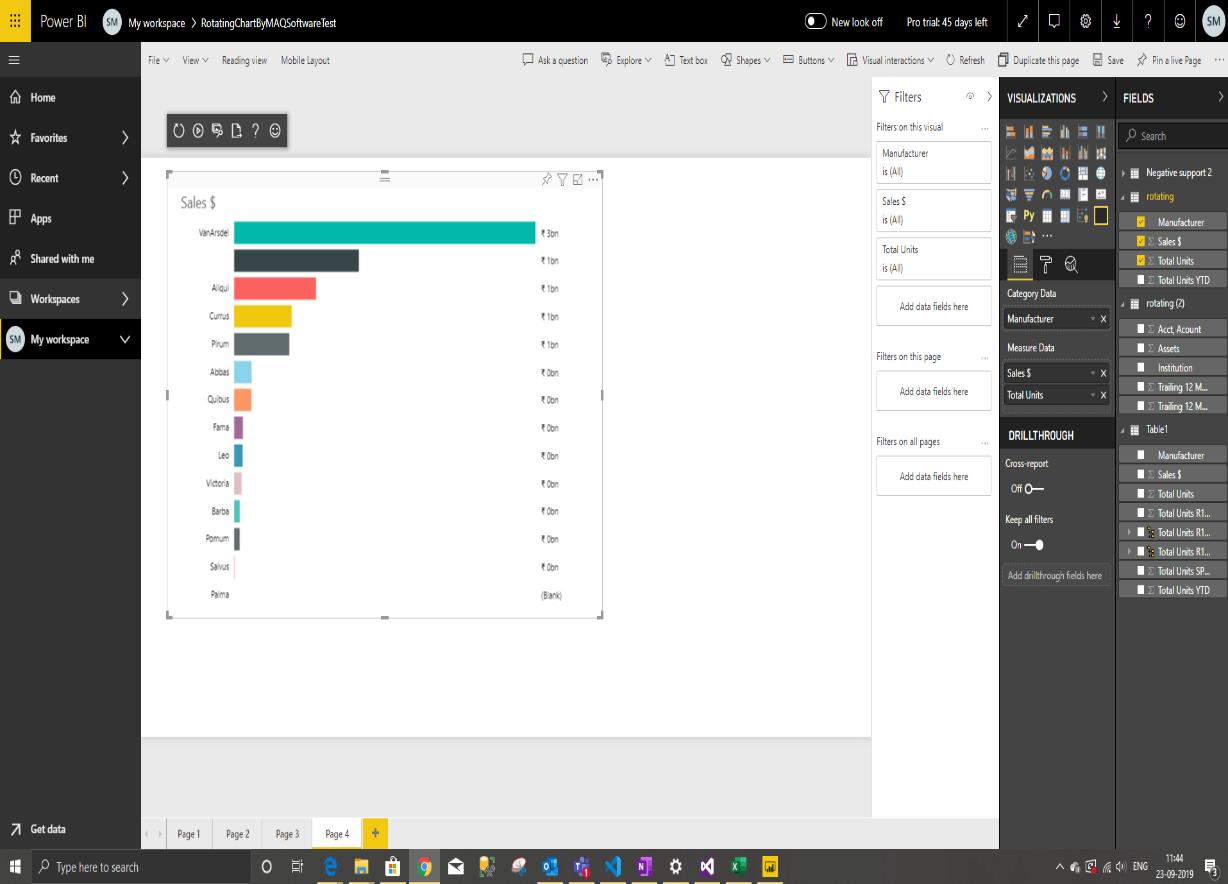 Power BI SM My workspace > RotatingChartByMAQSoftwareTest New look off Pro trial: 45 days left ? SM
File View Reading view Mobile Layout Ask a question Explore Text box Shapes Buttons Visual interactions Refresh Duplicate this page Save Pin a live Page ...
Home
Favorites
Recent
Apps
Shared with me
Workspaces
SM My workspace
Get data
?
Sales $
VanArsdel ₹ 3bn
₹ 1bn
Aliqui ₹ 1bn
Currus ₹ 1bn
Pirum ₹ 1bn
Abbas ₹ 0bn
Quibus ₹ 0bn
Fama ₹ 0bn
Leo ₹ 0bn
Victoria ₹ 0bn
Barba ₹ 0bn
Pomum ₹ 0bn
Salvus ₹ 0bn
Palma (Blank)
Page 1 Page 2 Page 3 Page 4 +
Filters
Filters on this visual ...
Manufacturer
is (All)
Sales $
is (All)
Total Units
is (All)
Add data fields here
Filters on this page ...
Add data fields here
Filters on all pages ...
Add data fields here
VISUALIZATIONS
Py
...
Category Data
Manufacturer X
Measure Data
Sales $ X
Total Units X
DRILLTHROUGH
Cross-report
Off
Keep all filters
On
Add drillthrough fields here
FIELDS
Search
Negative support 2
rotating
Manufacturer
Σ Sales $
Σ Total Units
Σ Total Units YTD
rotating (2)
Σ Acct, Acount
Σ Assets
Institution
Σ Trailing 12 M...
Σ Trailing 12 M...
Table1
Manufacturer
Σ Sales $
Σ Total Units
Σ Total Units R1...
Total Units R1...
Total Units R1...
Σ Total Units SP...
Σ Total Units YTD
Type here to search ENG 11:44
23-09-2019 3